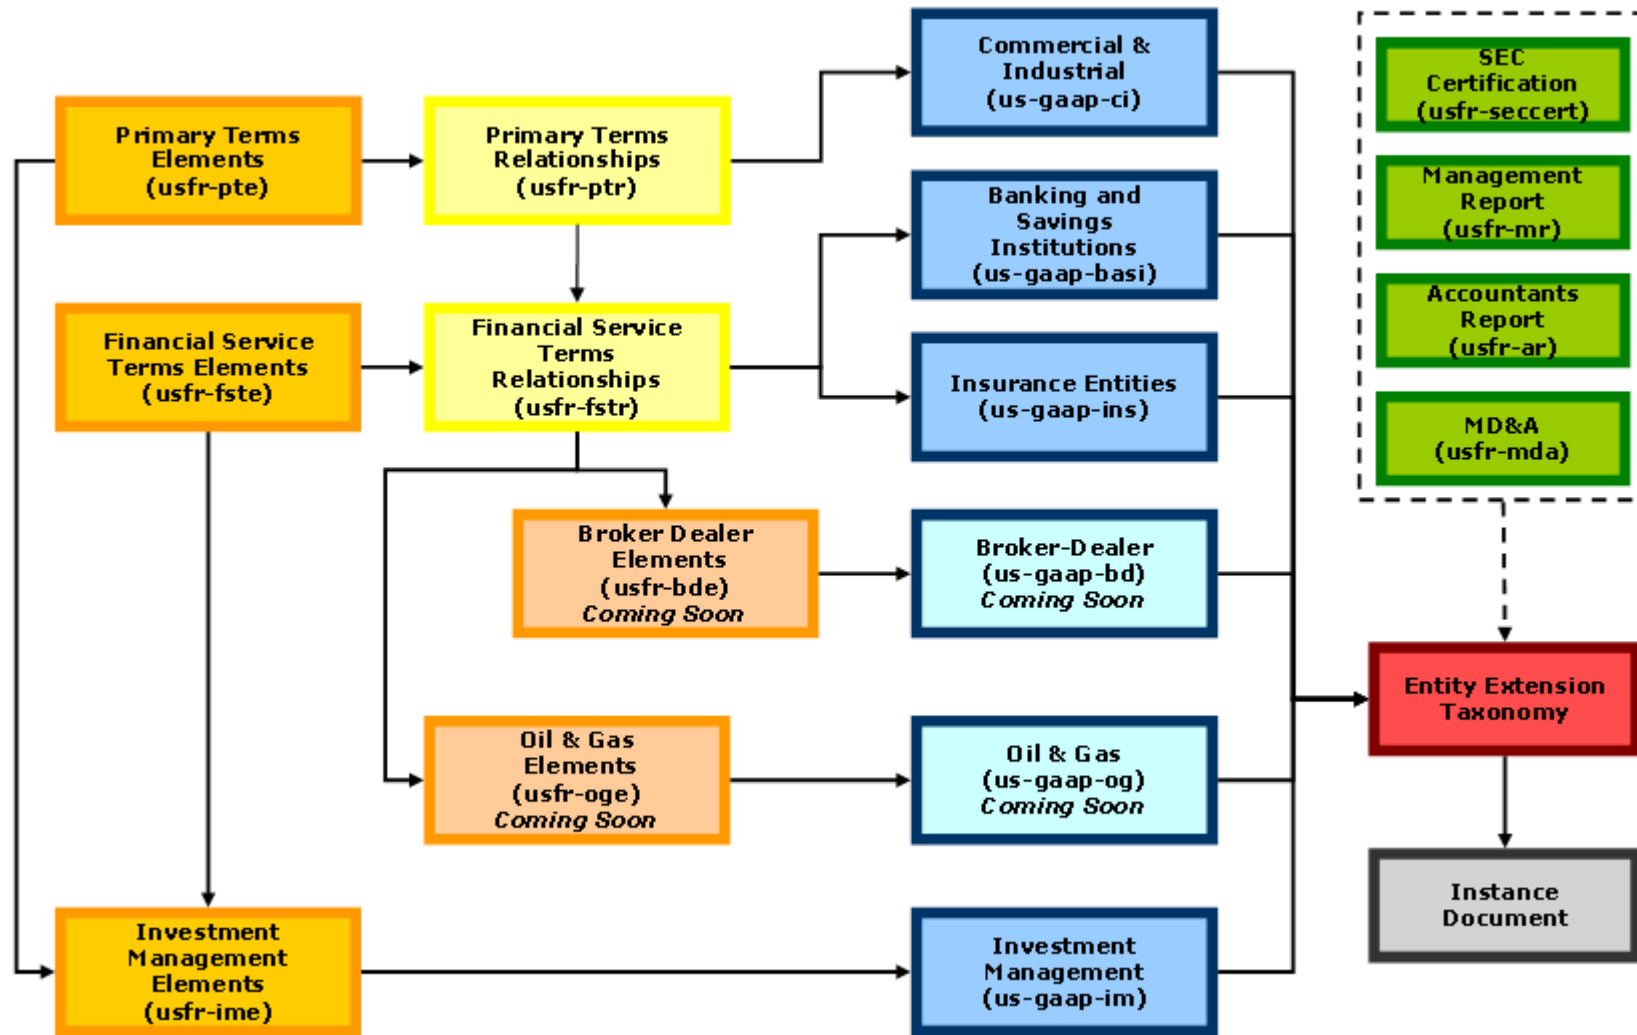 Primary Terms
Elements
(usfr-pte)
Primary Terms
Relationships
(usfr-ptr)
Commercial &
Industrial
(us-gaap-ci)
SEC
Certification
(usfr-seccert)
Management
Report
(usfr-mr)
Accountants
Report
(usfr-ar)
MD&A
(usfr-mda)
Banking and
Savings
Institutions
(us-gaap-basi)
Financial Service
Terms Elements
(usfr-fste)
Financial Service
Terms
Relationships
(usfr-fstr)
Insurance Entities
(us-gaap-ins)
Broker Dealer
Elements
(usfr-bde)
Coming Soon
Broker-Dealer
(us-gaap-bd)
Coming Soon
Entity Extension
Taxonomy
Oil & Gas
Elements
(usfr-oge)
Coming Soon
Oil & Gas
(us-gaap-og)
Coming Soon
Instance
Document
Investment
Management
Elements
(usfr-ime)
Investment
Management
(us-gaap-im)